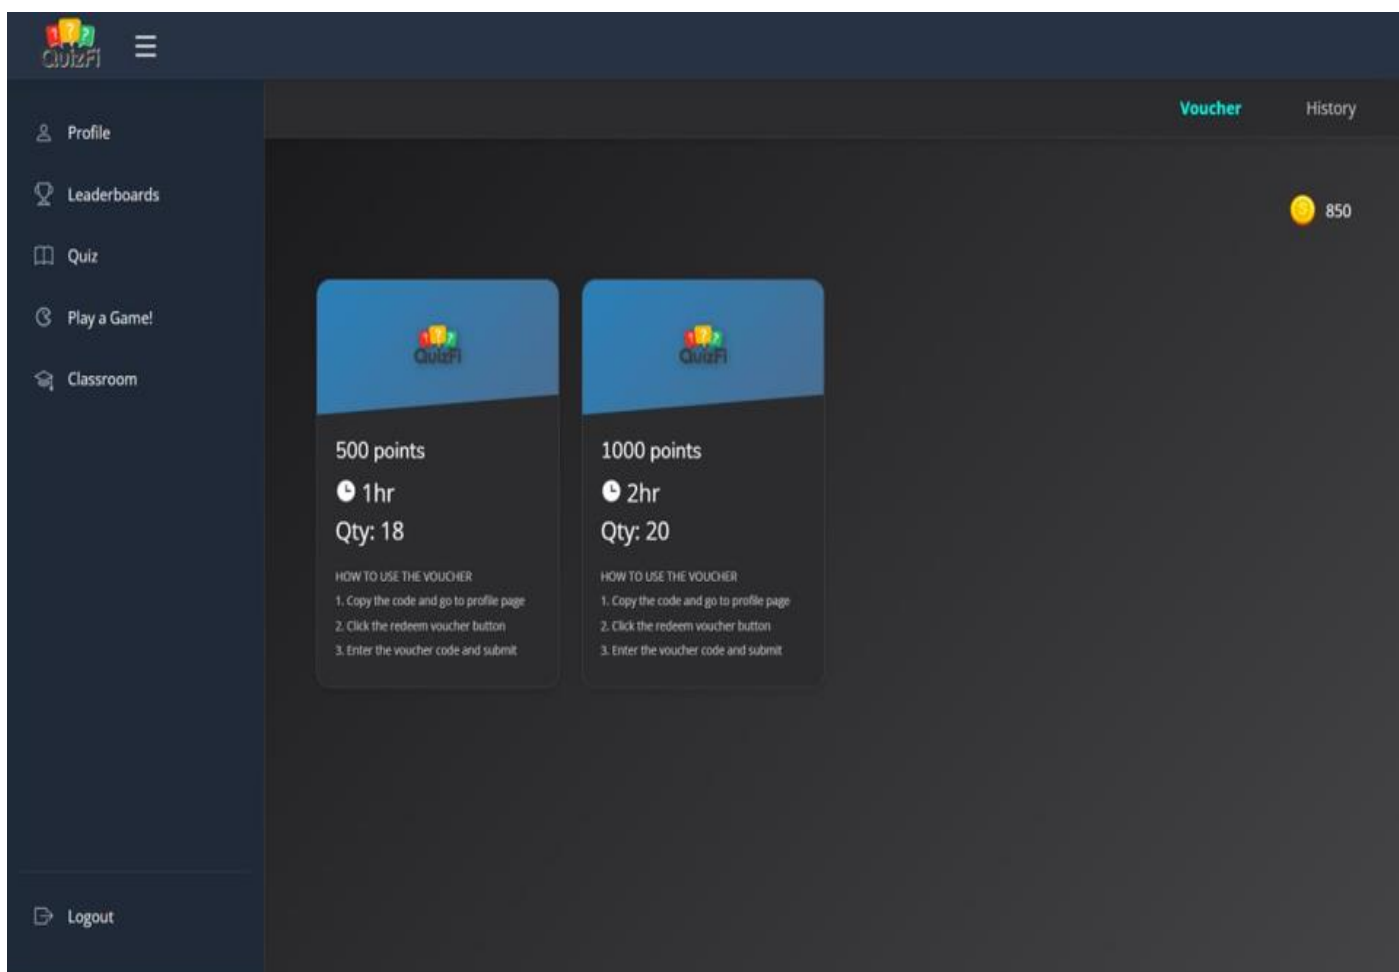 QuizFi
Profile
Leaderboards
Quiz
Play a Game!
Classroom
Logout
Voucher
History
850
QuizFi
500 points
1hr
Qty: 18
HOW TO USE THE VOUCHER
1. Copy the code and go to profile page
2. Click the redeem voucher button
3. Enter the voucher code and submit
QuizFi
1000 points
2hr
Qty: 20
HOW TO USE THE VOUCHER
1. Copy the code and go to profile page
2. Click the redeem voucher button
3. Enter the voucher code and submit